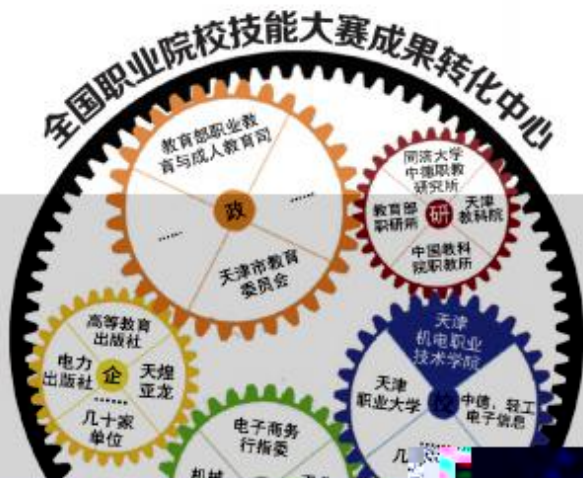 全国职业院校技能大赛成果转化中心
教育部职业教
育与成人教育司
……
政
……
天津市教育
委员会
同济大学
中德职教
研究所
教育部
职研所
研
天津
教科院
中国教科
院职教所
高等教育
出版社
电力
出版社
企
天煌
亚龙
……
几十家
单位
天津
机电职业
技术学院
天津
职业大学
校
中德,轻工
电子信息
……
电子商务
行指委
机械